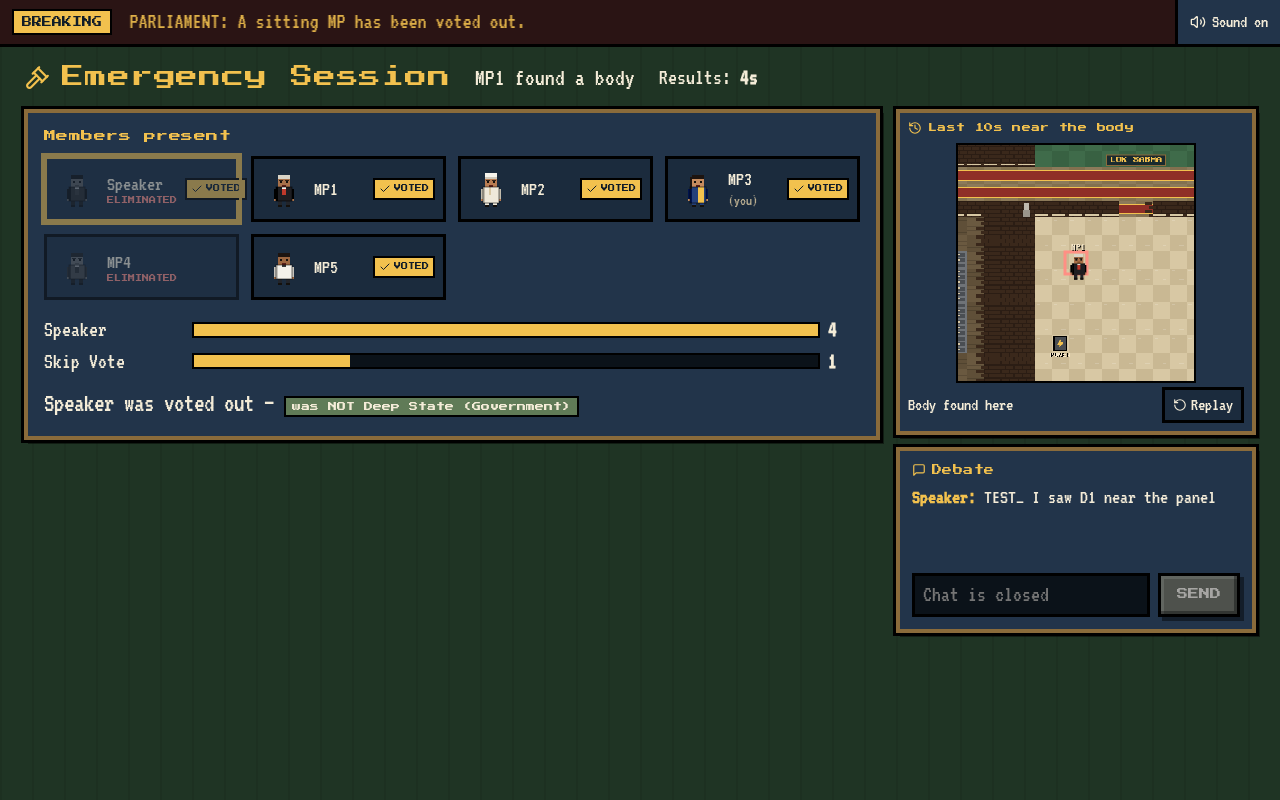 BREAKING
PARLIAMENT: A sitting MP has been voted out.
Sound on
Emergency Session
MP1 found a body
Results: 4s
Members present
Speaker
ELIMINATED
VOTED
MP1
VOTED
MP2
VOTED
MP3
(you)
VOTED
MP4
ELIMINATED
MP5
VOTED
Speaker 4
Skip Vote 1
Speaker was voted out — was NOT Deep State (Government)
Last 10s near the body
LOK SABHA
MP1
Body found here
Replay
Debate
Speaker: TEST_ I saw D1 near the panel
Chat is closed
SEND